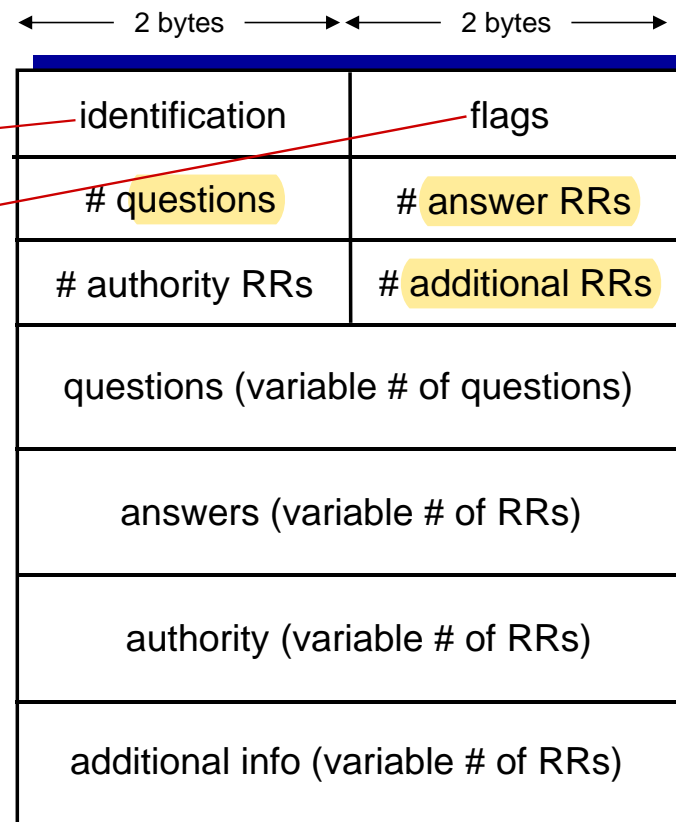 2 bytes 2 bytes
identification flags
# questions # answer RRs
# authority RRs # additional RRs
questions (variable # of questions)
answers (variable # of RRs)
authority (variable # of RRs)
additional info (variable # of RRs)